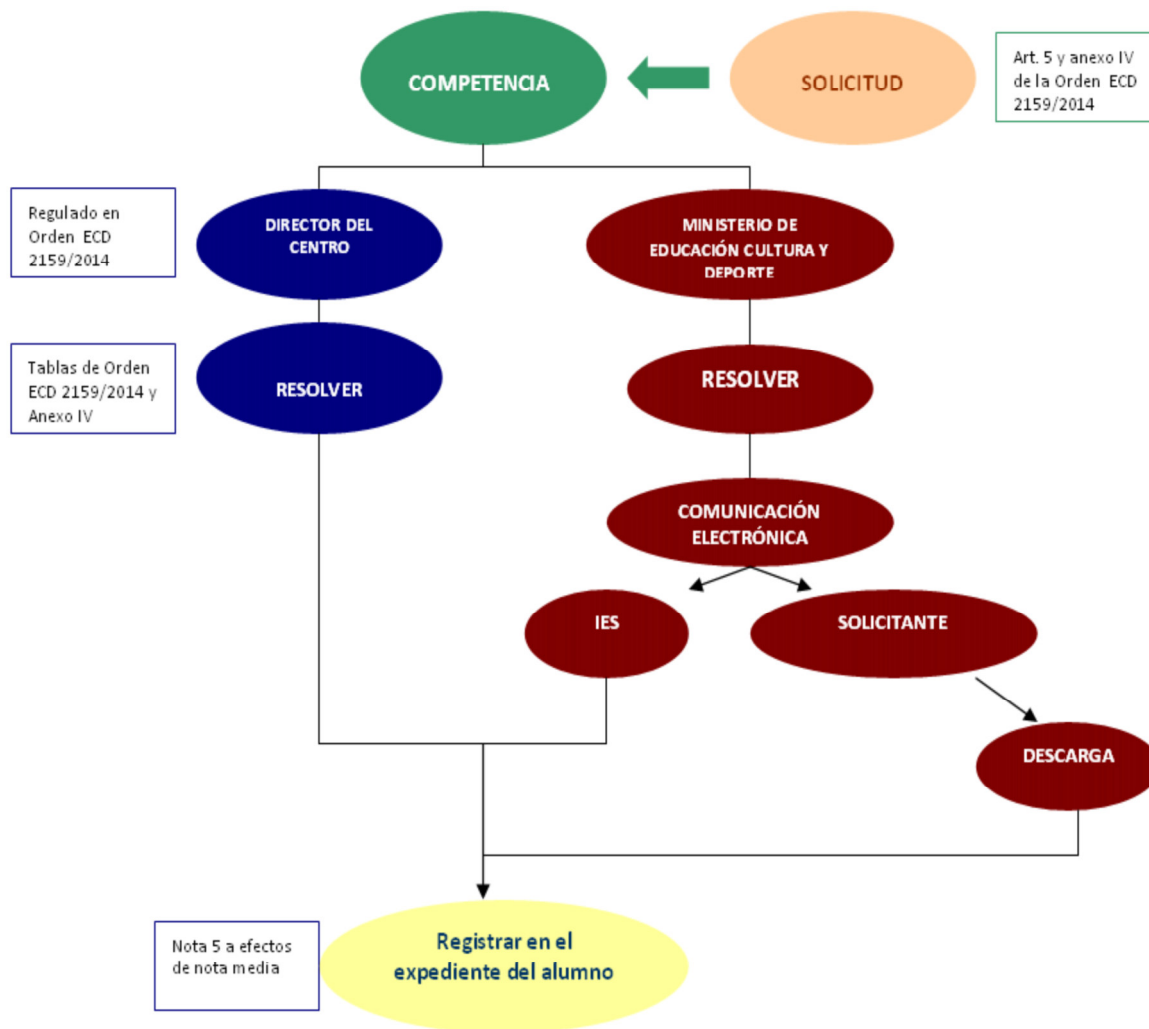 COMPETENCIA
SOLICITUD
Art. 5 y anexo IV
de la Orden ECD
2159/2014
Regulado en
Orden ECD
2159/2014
DIRECTOR DEL
CENTRO
MINISTERIO DE
EDUCACIÓN CULTURA Y
DEPORTE
Tablas de Orden
ECD 2159/2014 y
Anexo IV
RESOLVER
RESOLVER
COMUNICACIÓN
ELECTRÓNICA
IES
SOLICITANTE
DESCARGA
Nota 5 a efectos
de nota media
Registrar en el
expediente del alumno